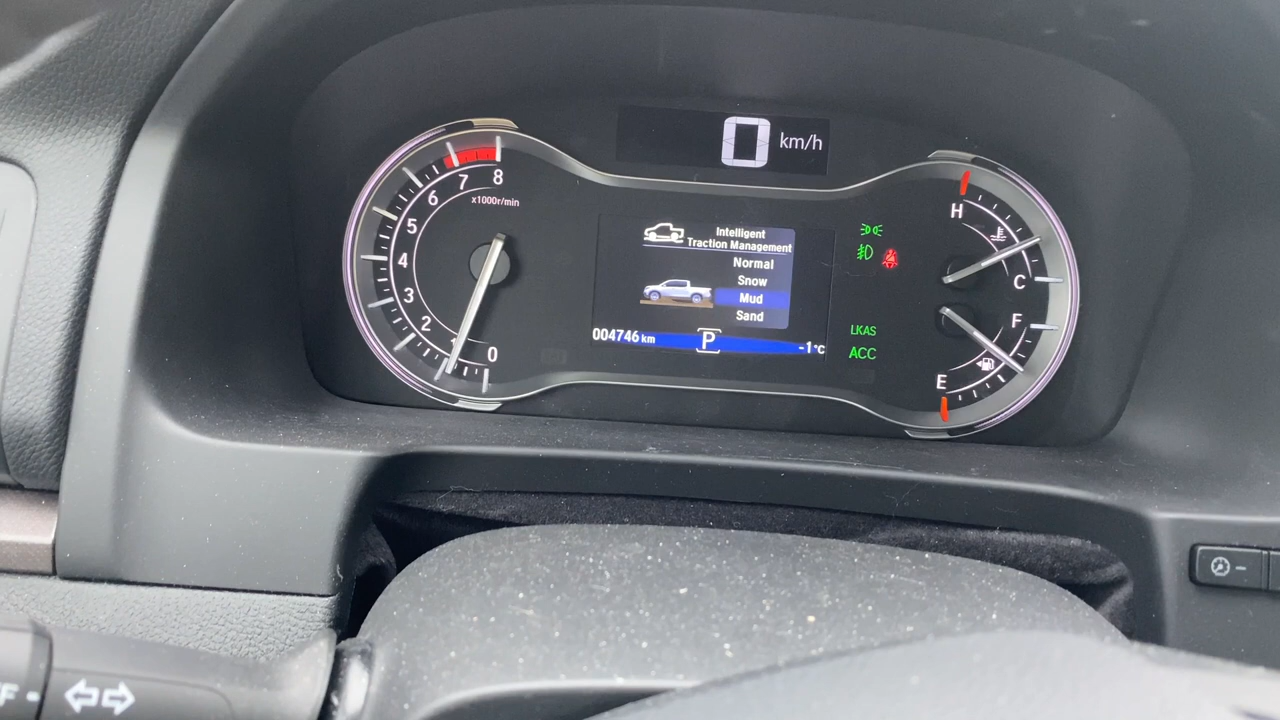 0 km/h
8
7
6
5
4
3
2
1
0
x1000r/min
Intelligent
Traction Management
Normal
Snow
Mud
Sand
004746 km P -1°C
LKAS
ACC
H
C
F
E